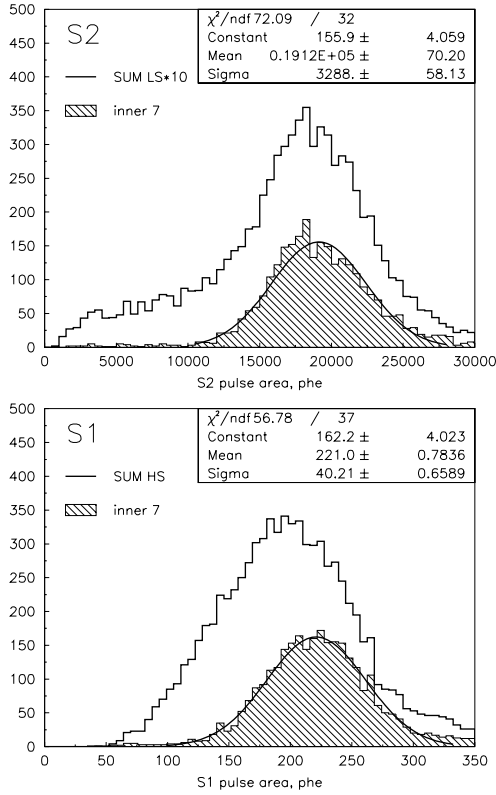 500
450
400
350
300
250
200
150
100
50
0
S2
SUM LS*10
inner 7
χ²/ndf 72.09 / 32
Constant 155.9 ± 4.059
Mean 0.1912E+05 ± 70.20
Sigma 3288. ± 58.13
0 5000 10000 15000 20000 25000 30000
S2 pulse area, phe
500
450
400
350
300
250
200
150
100
50
0
S1
SUM HS
inner 7
χ²/ndf 56.78 / 37
Constant 162.2 ± 4.023
Mean 221.0 ± 0.7836
Sigma 40.21 ± 0.6589
0 50 100 150 200 250 300 350
S1 pulse area, phe